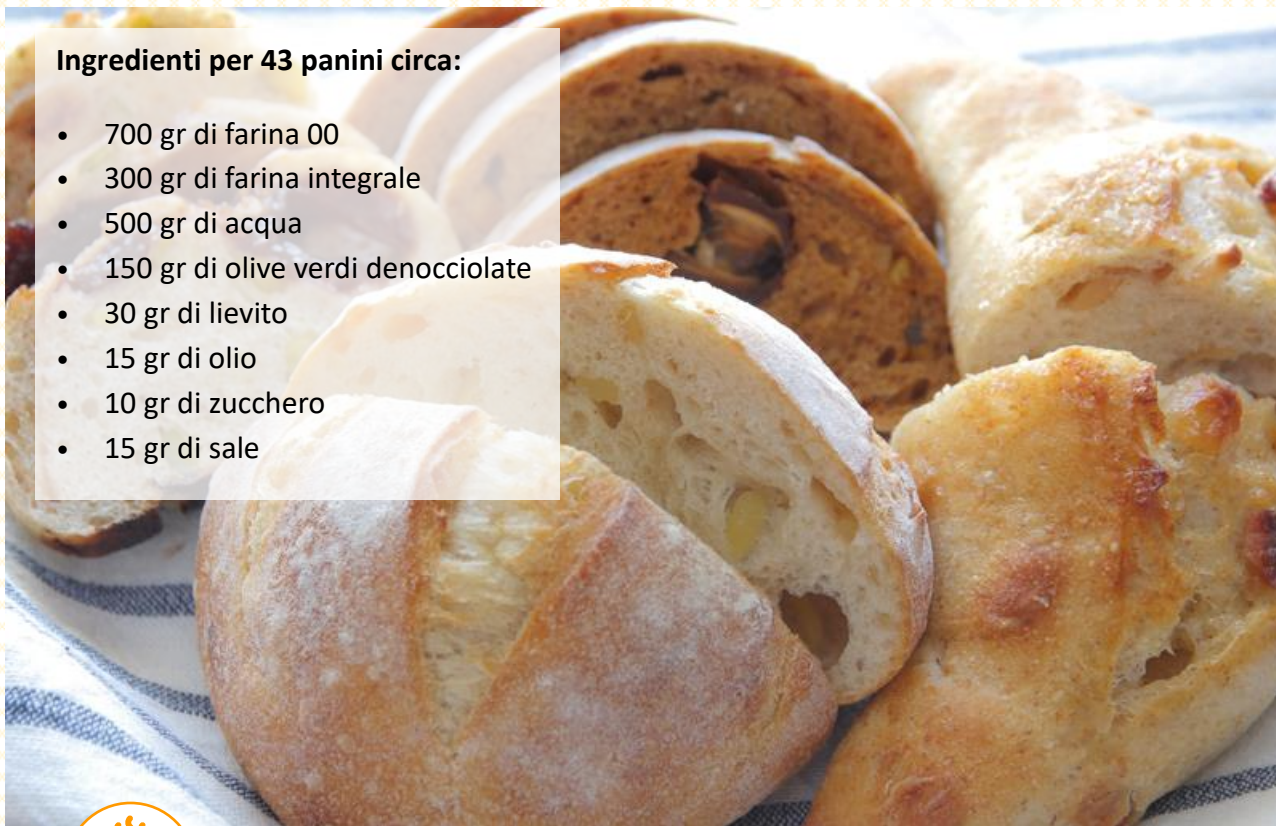 Ingredienti per 43 panini circa:
• 700 gr di farina 00
• 300 gr di farina integrale
• 500 gr di acqua
• 150 gr di olive verdi denocciolate
• 30 gr di lievito
• 15 gr di olio
• 10 gr di zucchero
• 15 gr di sale